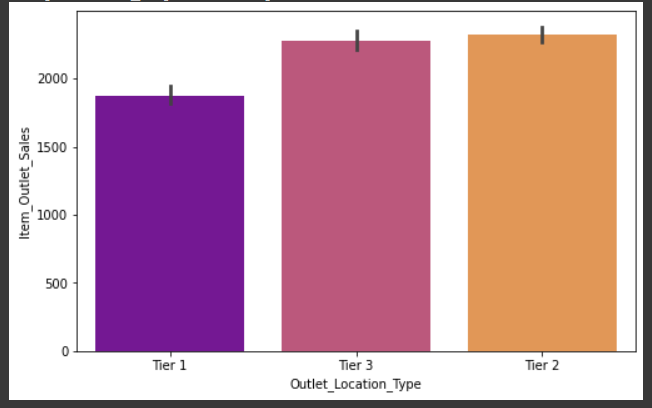 Item_Outlet_Sales
2000
1500
1000
500
0
Tier 1
Tier 3
Tier 2
Outlet_Location_Type